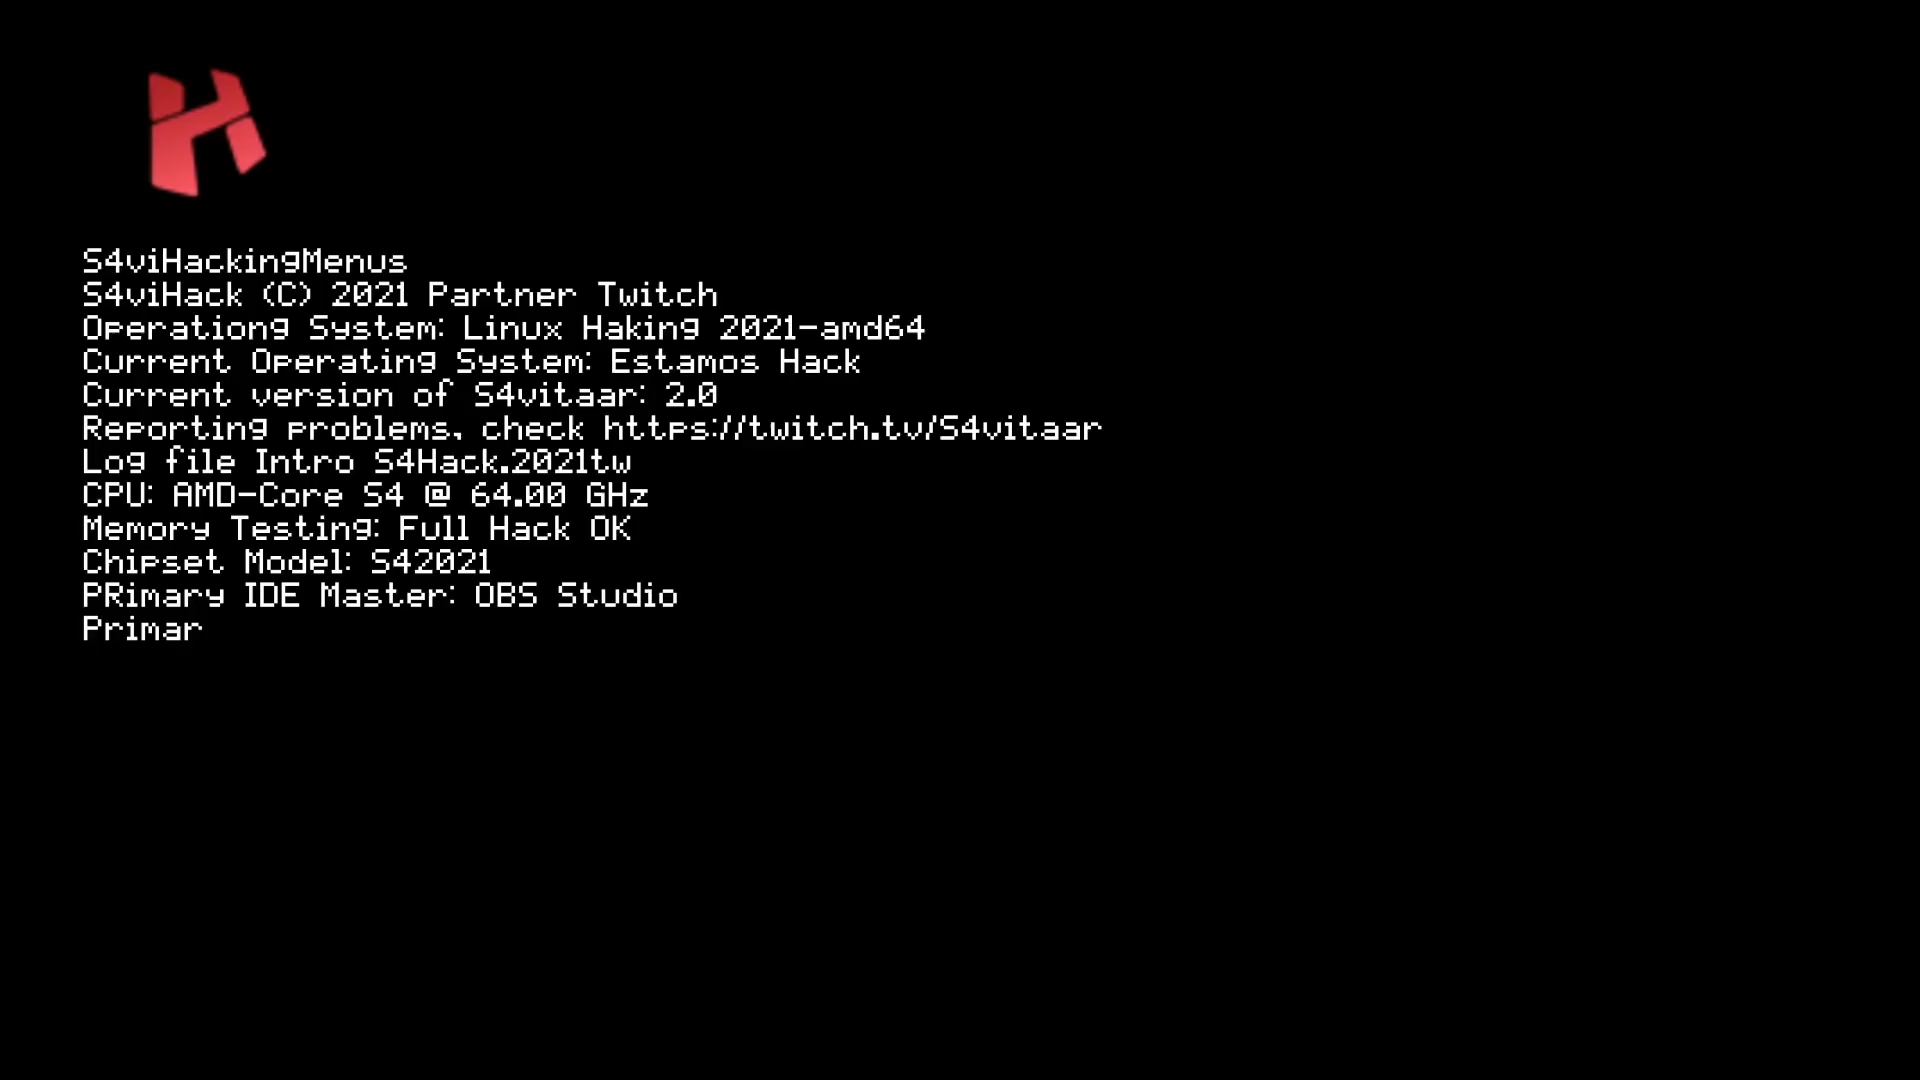 S4viHackingMenus
S4viHack (C) 2021 Partner Twitch
Operationg System: Linux Haking 2021-amd64
Current Operating System: Estamos Hack
Current version of S4vitaar: 2.0
Reporting problems, check https://twitch.tv/S4vitaar
Log file Intro S4Hack.2021tw
CPU: AMD-Core S4 @ 64.00 GHz
Memory Testing: Full Hack OK
Chipset Model: S42021
PRimary IDE Master: OBS Studio
Primar